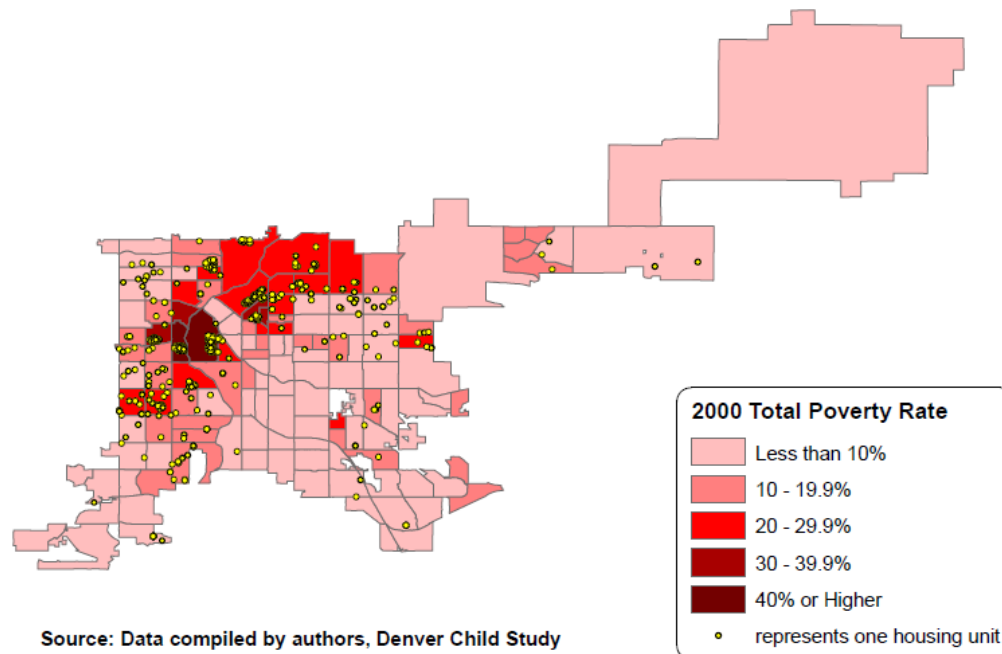 2000 Total Poverty Rate
Less than 10%
10 - 19.9%
20 - 29.9%
30 - 39.9%
40% or Higher
represents one housing unit
Source: Data compiled by authors, Denver Child Study